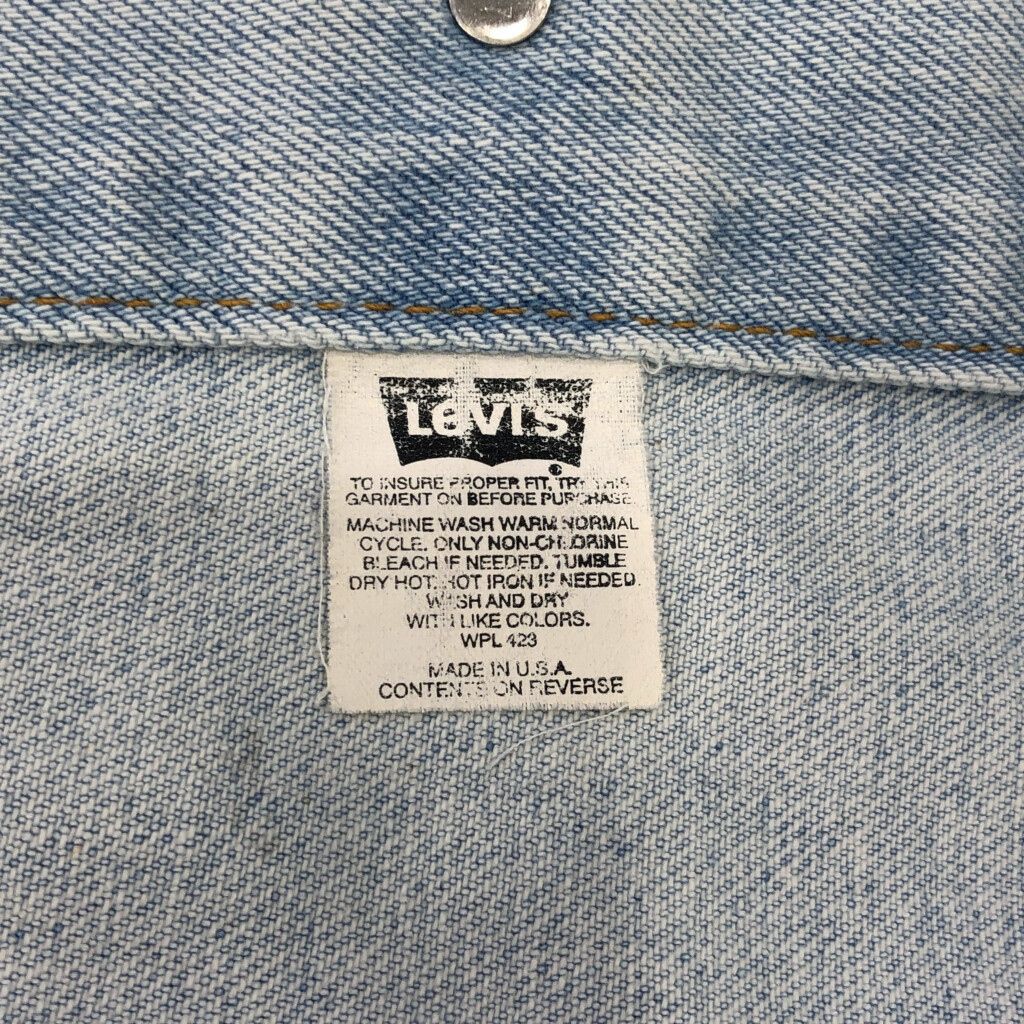 LEVI'S
®
TO INSURE PROPER FIT, TRY THIS
GARMENT ON BEFORE PURCHASE.
MACHINE WASH WARM NORMAL
CYCLE. ONLY NON-CHLORINE
BLEACH IF NEEDED. TUMBLE
DRY HOT. HOT IRON IF NEEDED.
WASH AND DRY
WITH LIKE COLORS.
WPL 423
MADE IN U.S.A.
CONTENTS ON REVERSE